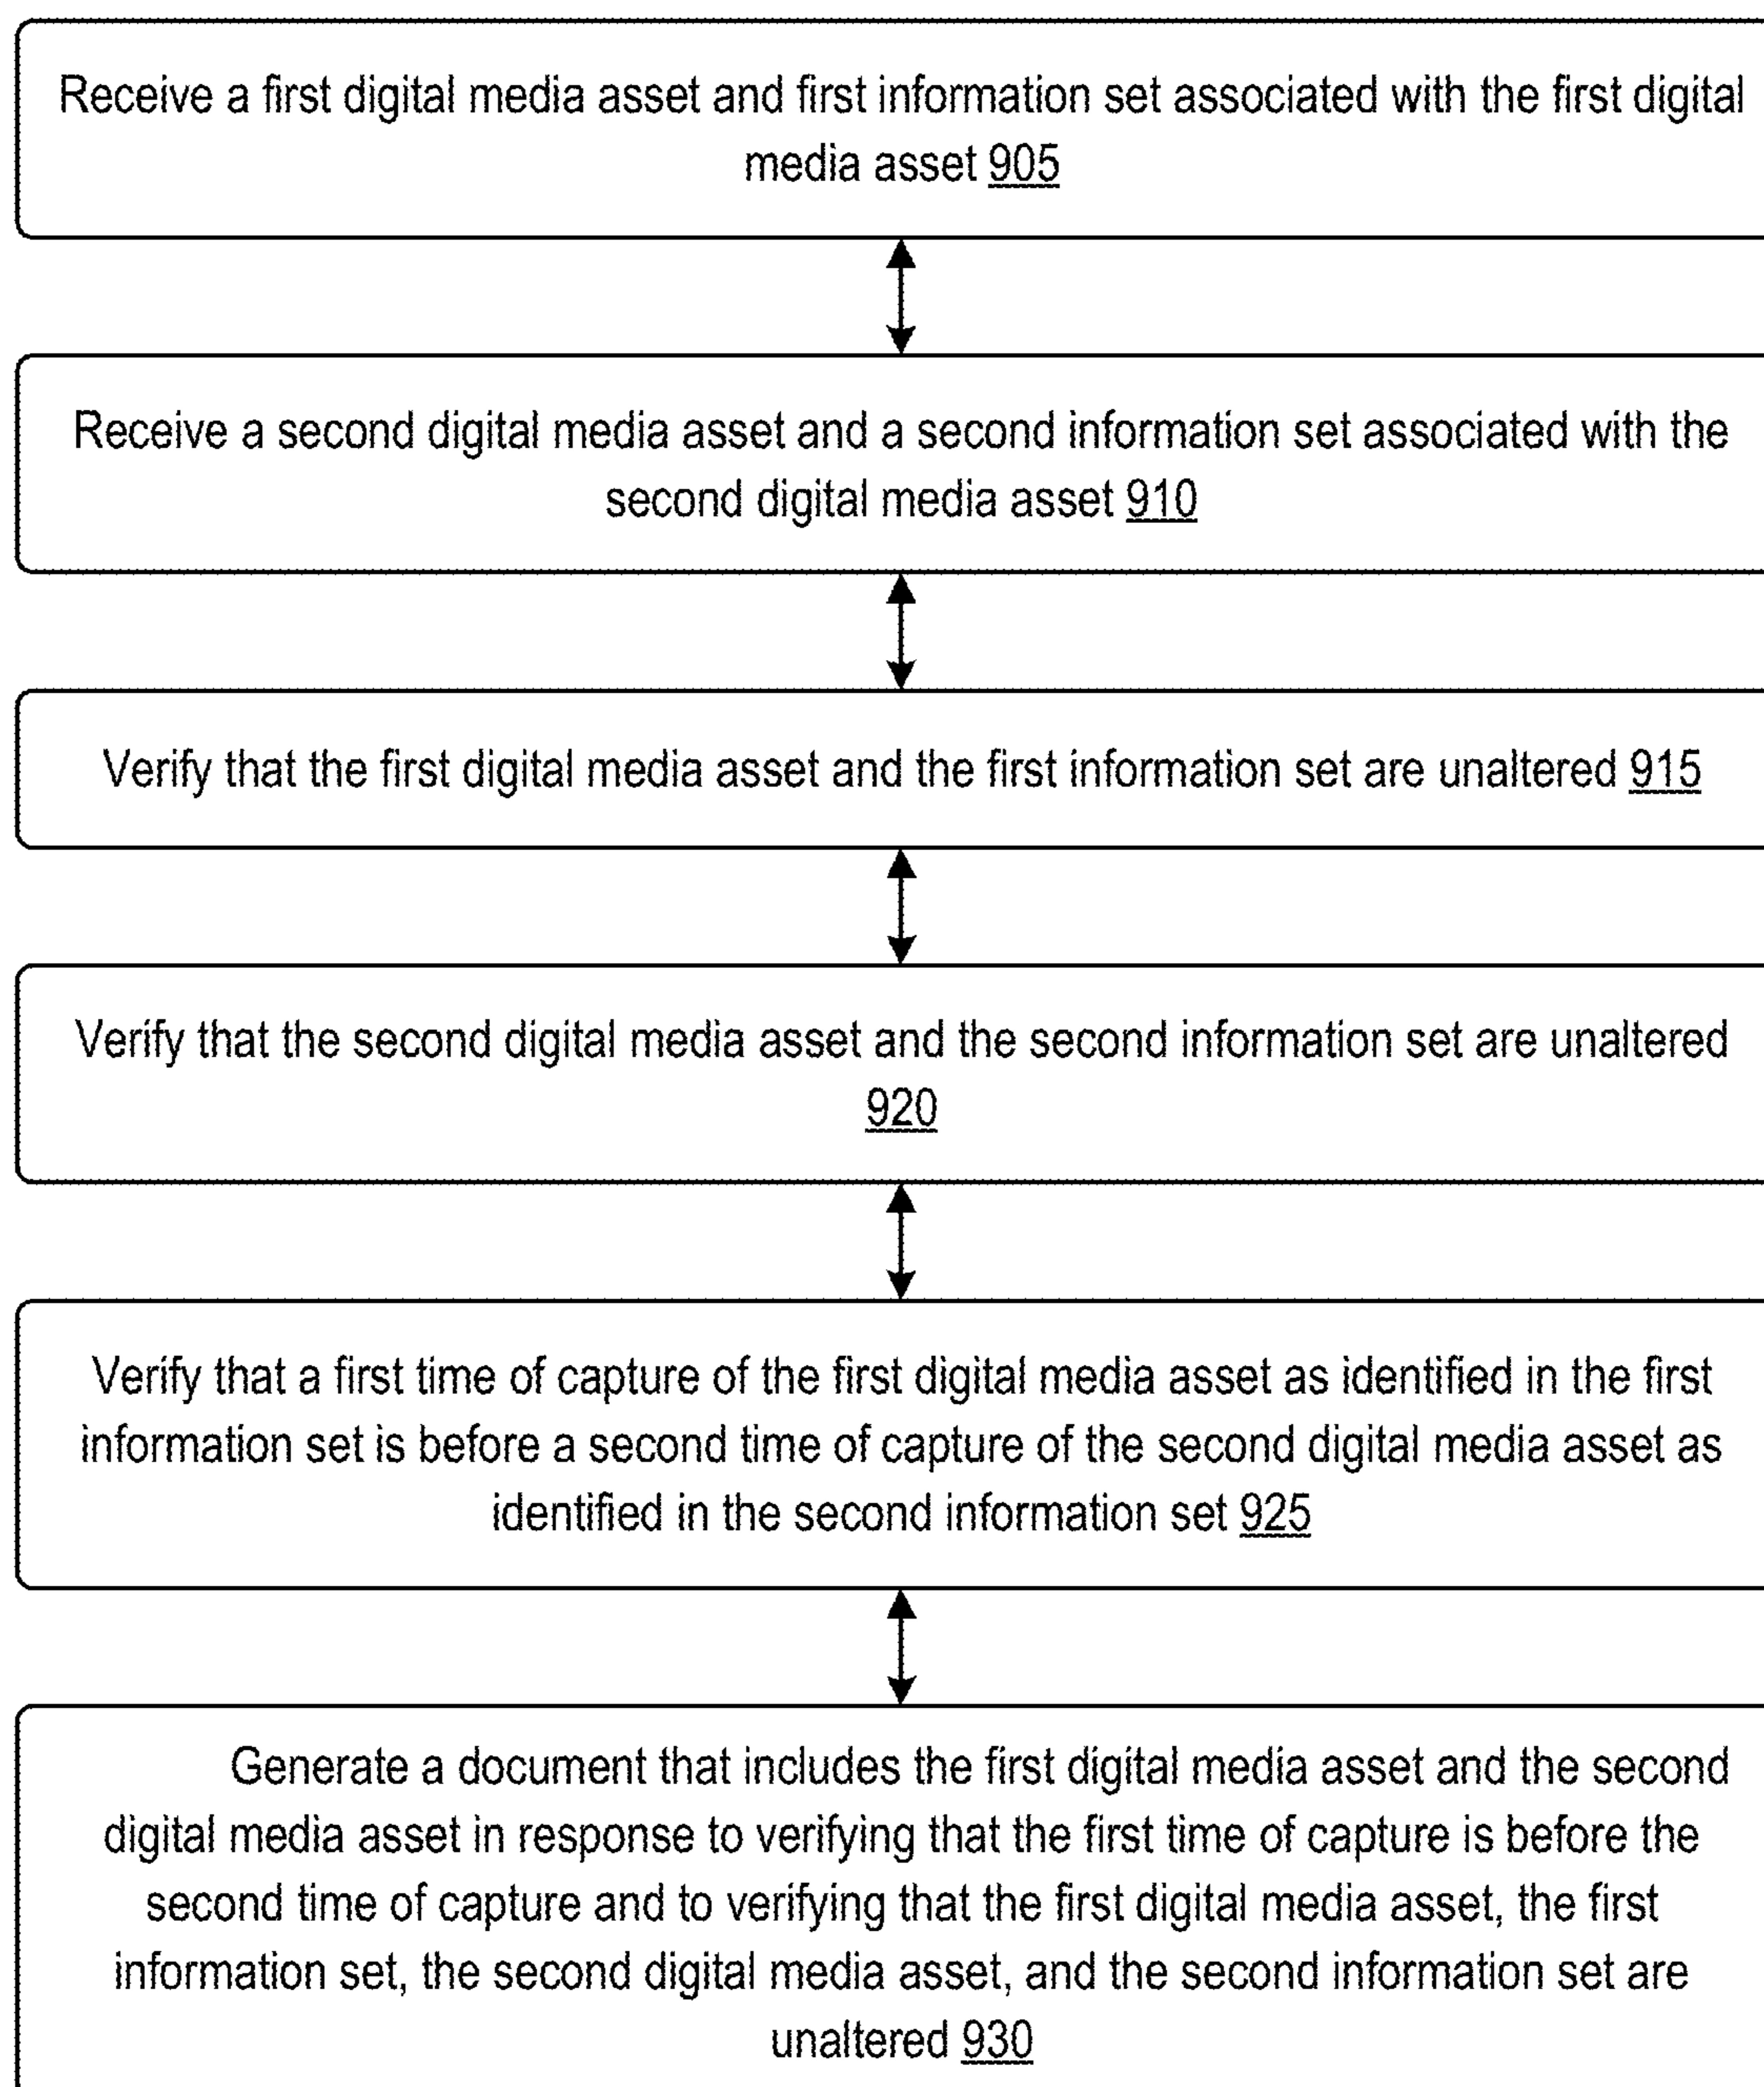 Receive a first digital media asset and first information set associated with the first digital
media asset 905
Receive a second digital media asset and a second information set associated with the
second digital media asset 910
Verify that the first digital media asset and the first information set are unaltered 915
Verify that the second digital media asset and the second information set are unaltered
920
Verify that a first time of capture of the first digital media asset as identified in the first
information set is before a second time of capture of the second digital media asset as
identified in the second information set 925
Generate a document that includes the first digital media asset and the second
digital media asset in response to verifying that the first time of capture is before the
second time of capture and to verifying that the first digital media asset, the first
information set, the second digital media asset, and the second information set are
unaltered 930